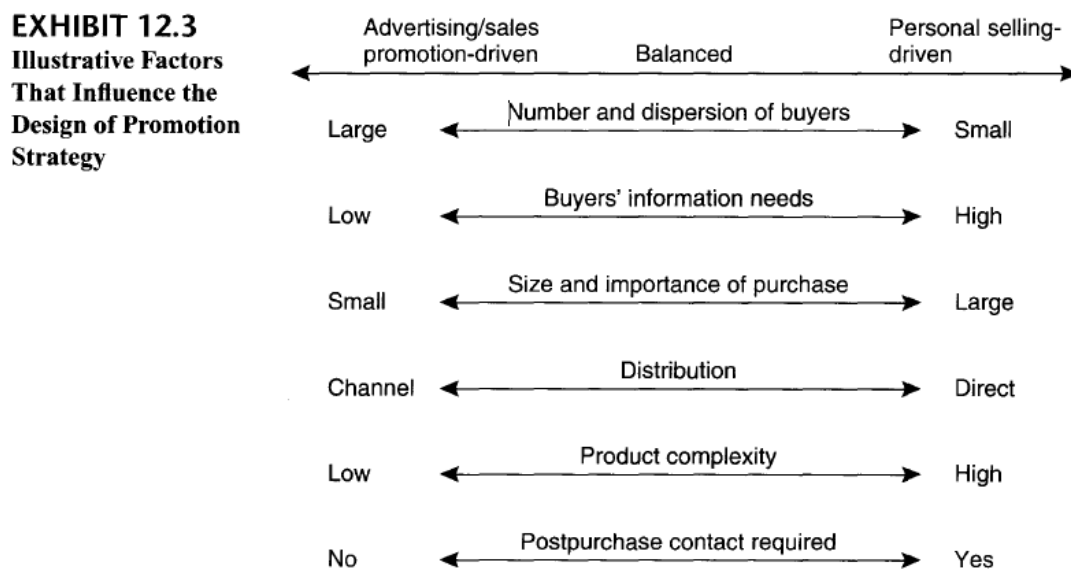 EXHIBIT 12.3
Illustrative Factors
That Influence the
Design of Promotion
Strategy
Advertising/sales
promotion-driven
Balanced
Personal selling-
driven
Number and dispersion of buyers
Large
Small
Buyers' information needs
Low
High
Size and importance of purchase
Small
Large
Distribution
Channel
Direct
Product complexity
Low
High
Postpurchase contact required
No
Yes